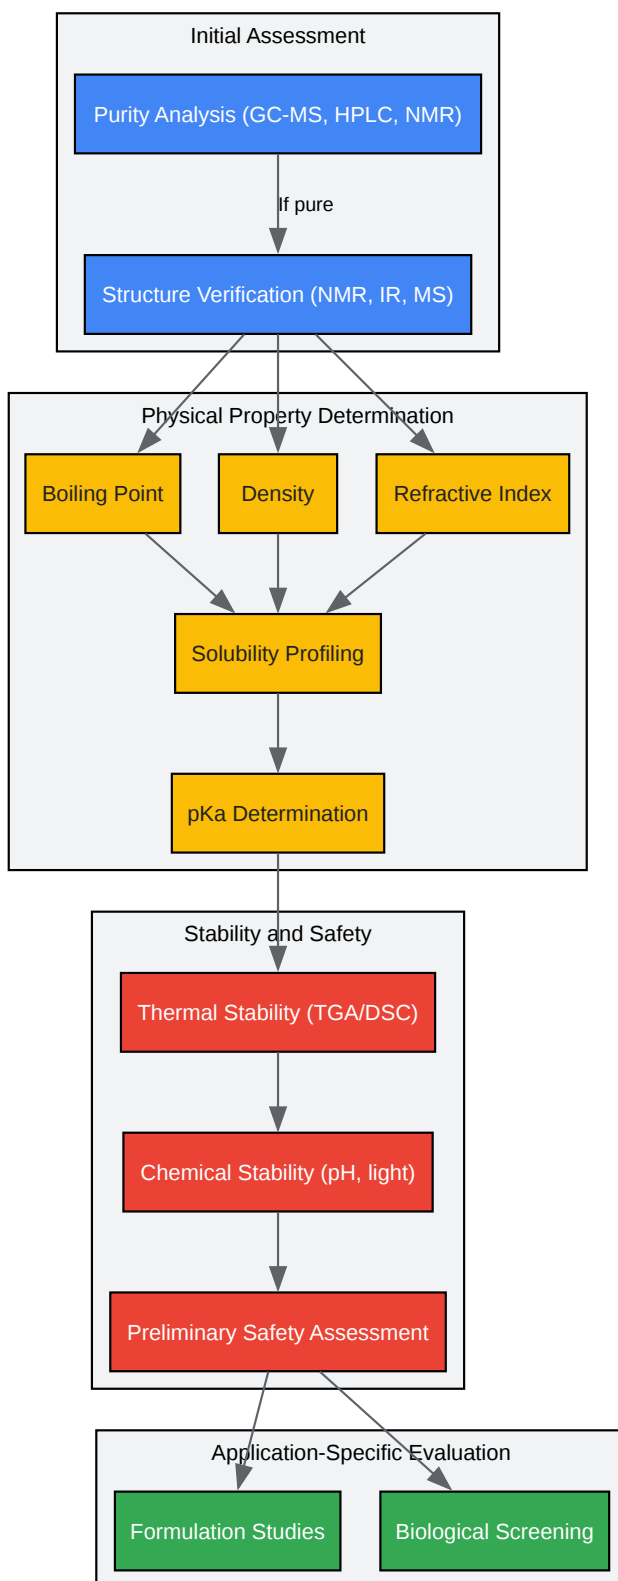 Initial Assessment
Purity Analysis (GC-MS, HPLC, NMR)
If pure
Structure Verification (NMR, IR, MS)
Physical Property Determination
Boiling Point
Density
Refractive Index
Solubility Profiling
pKa Determination
Stability and Safety
Thermal Stability (TGA/DSC)
Chemical Stability (pH, light)
Preliminary Safety Assessment
Application-Specific Evaluation
Formulation Studies
Biological Screening